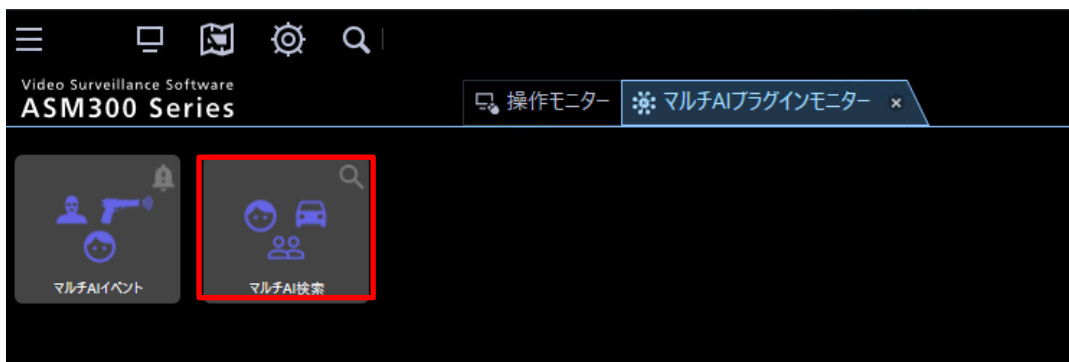 Video Surveillance Software
ASM300 Series
操作モニター
マルチAIプラグインモニター
マルチAIイベント
マルチAI検索